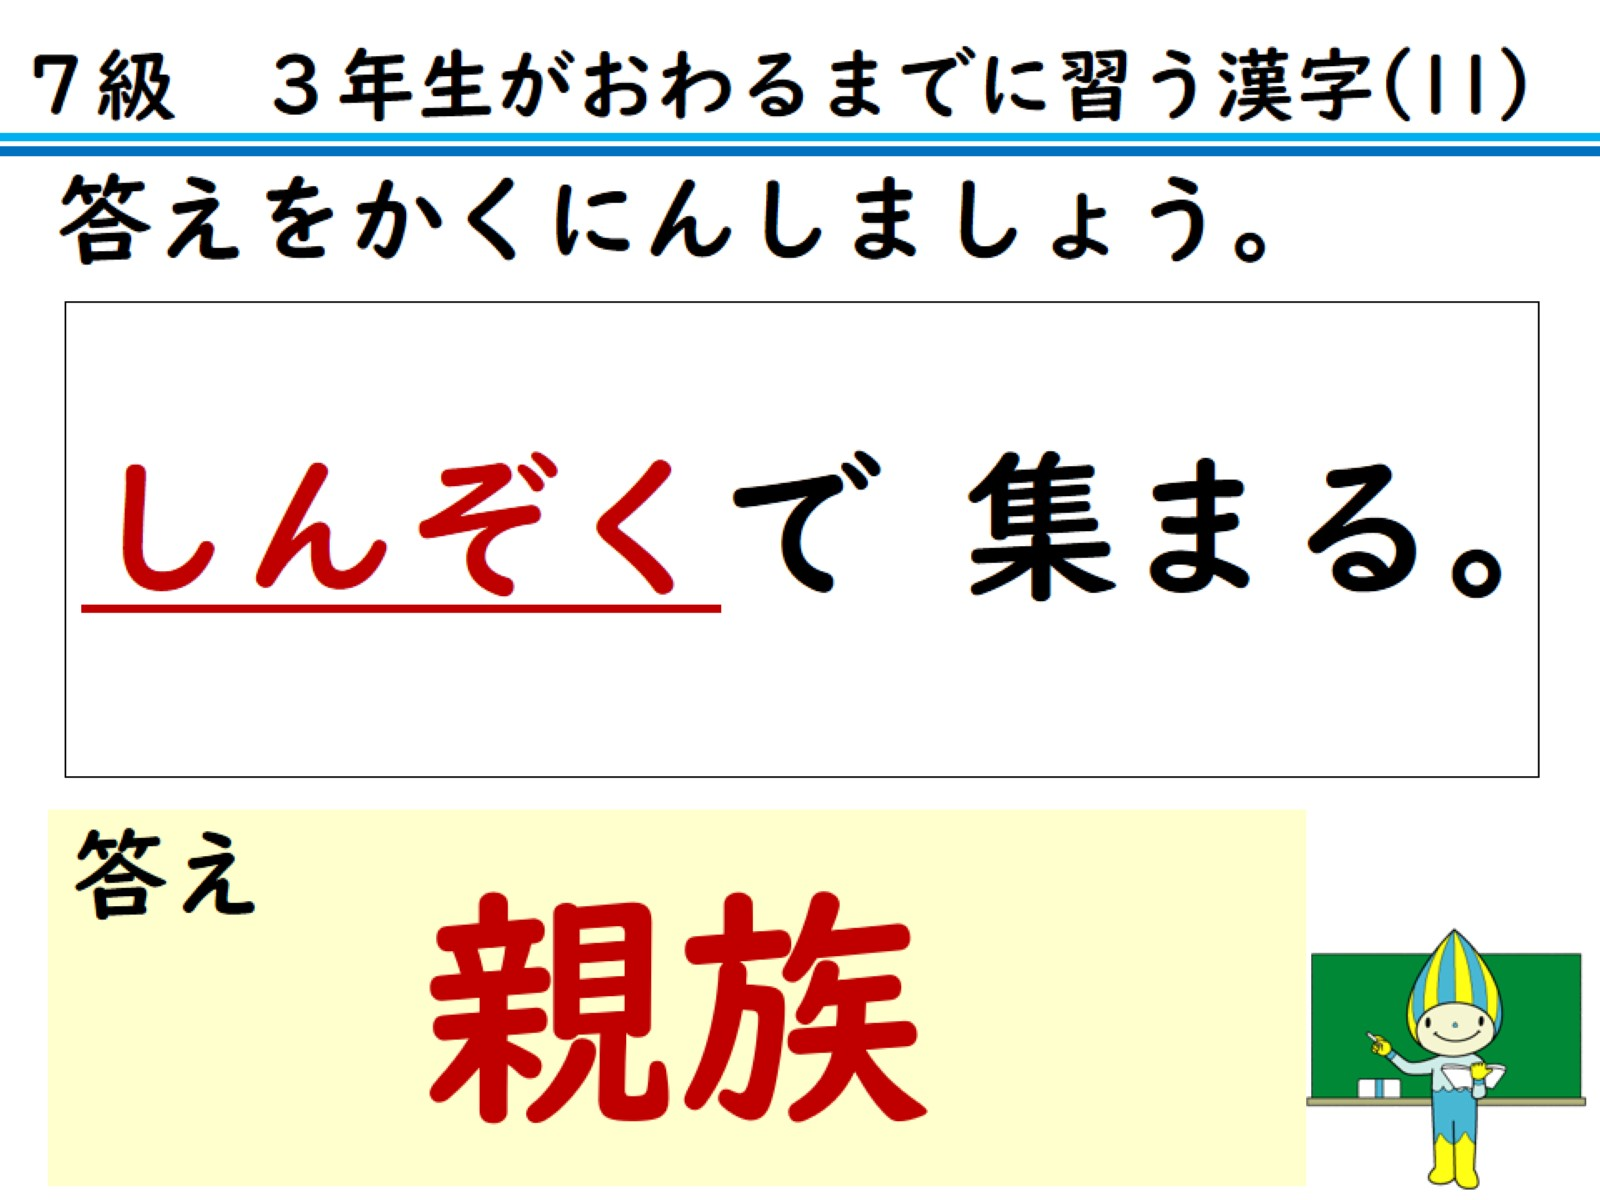 ７級　３年生がおわるまでに習う漢字(11)
答えをかくにんしましょう。
しんぞくで 集まる。
答え
親族